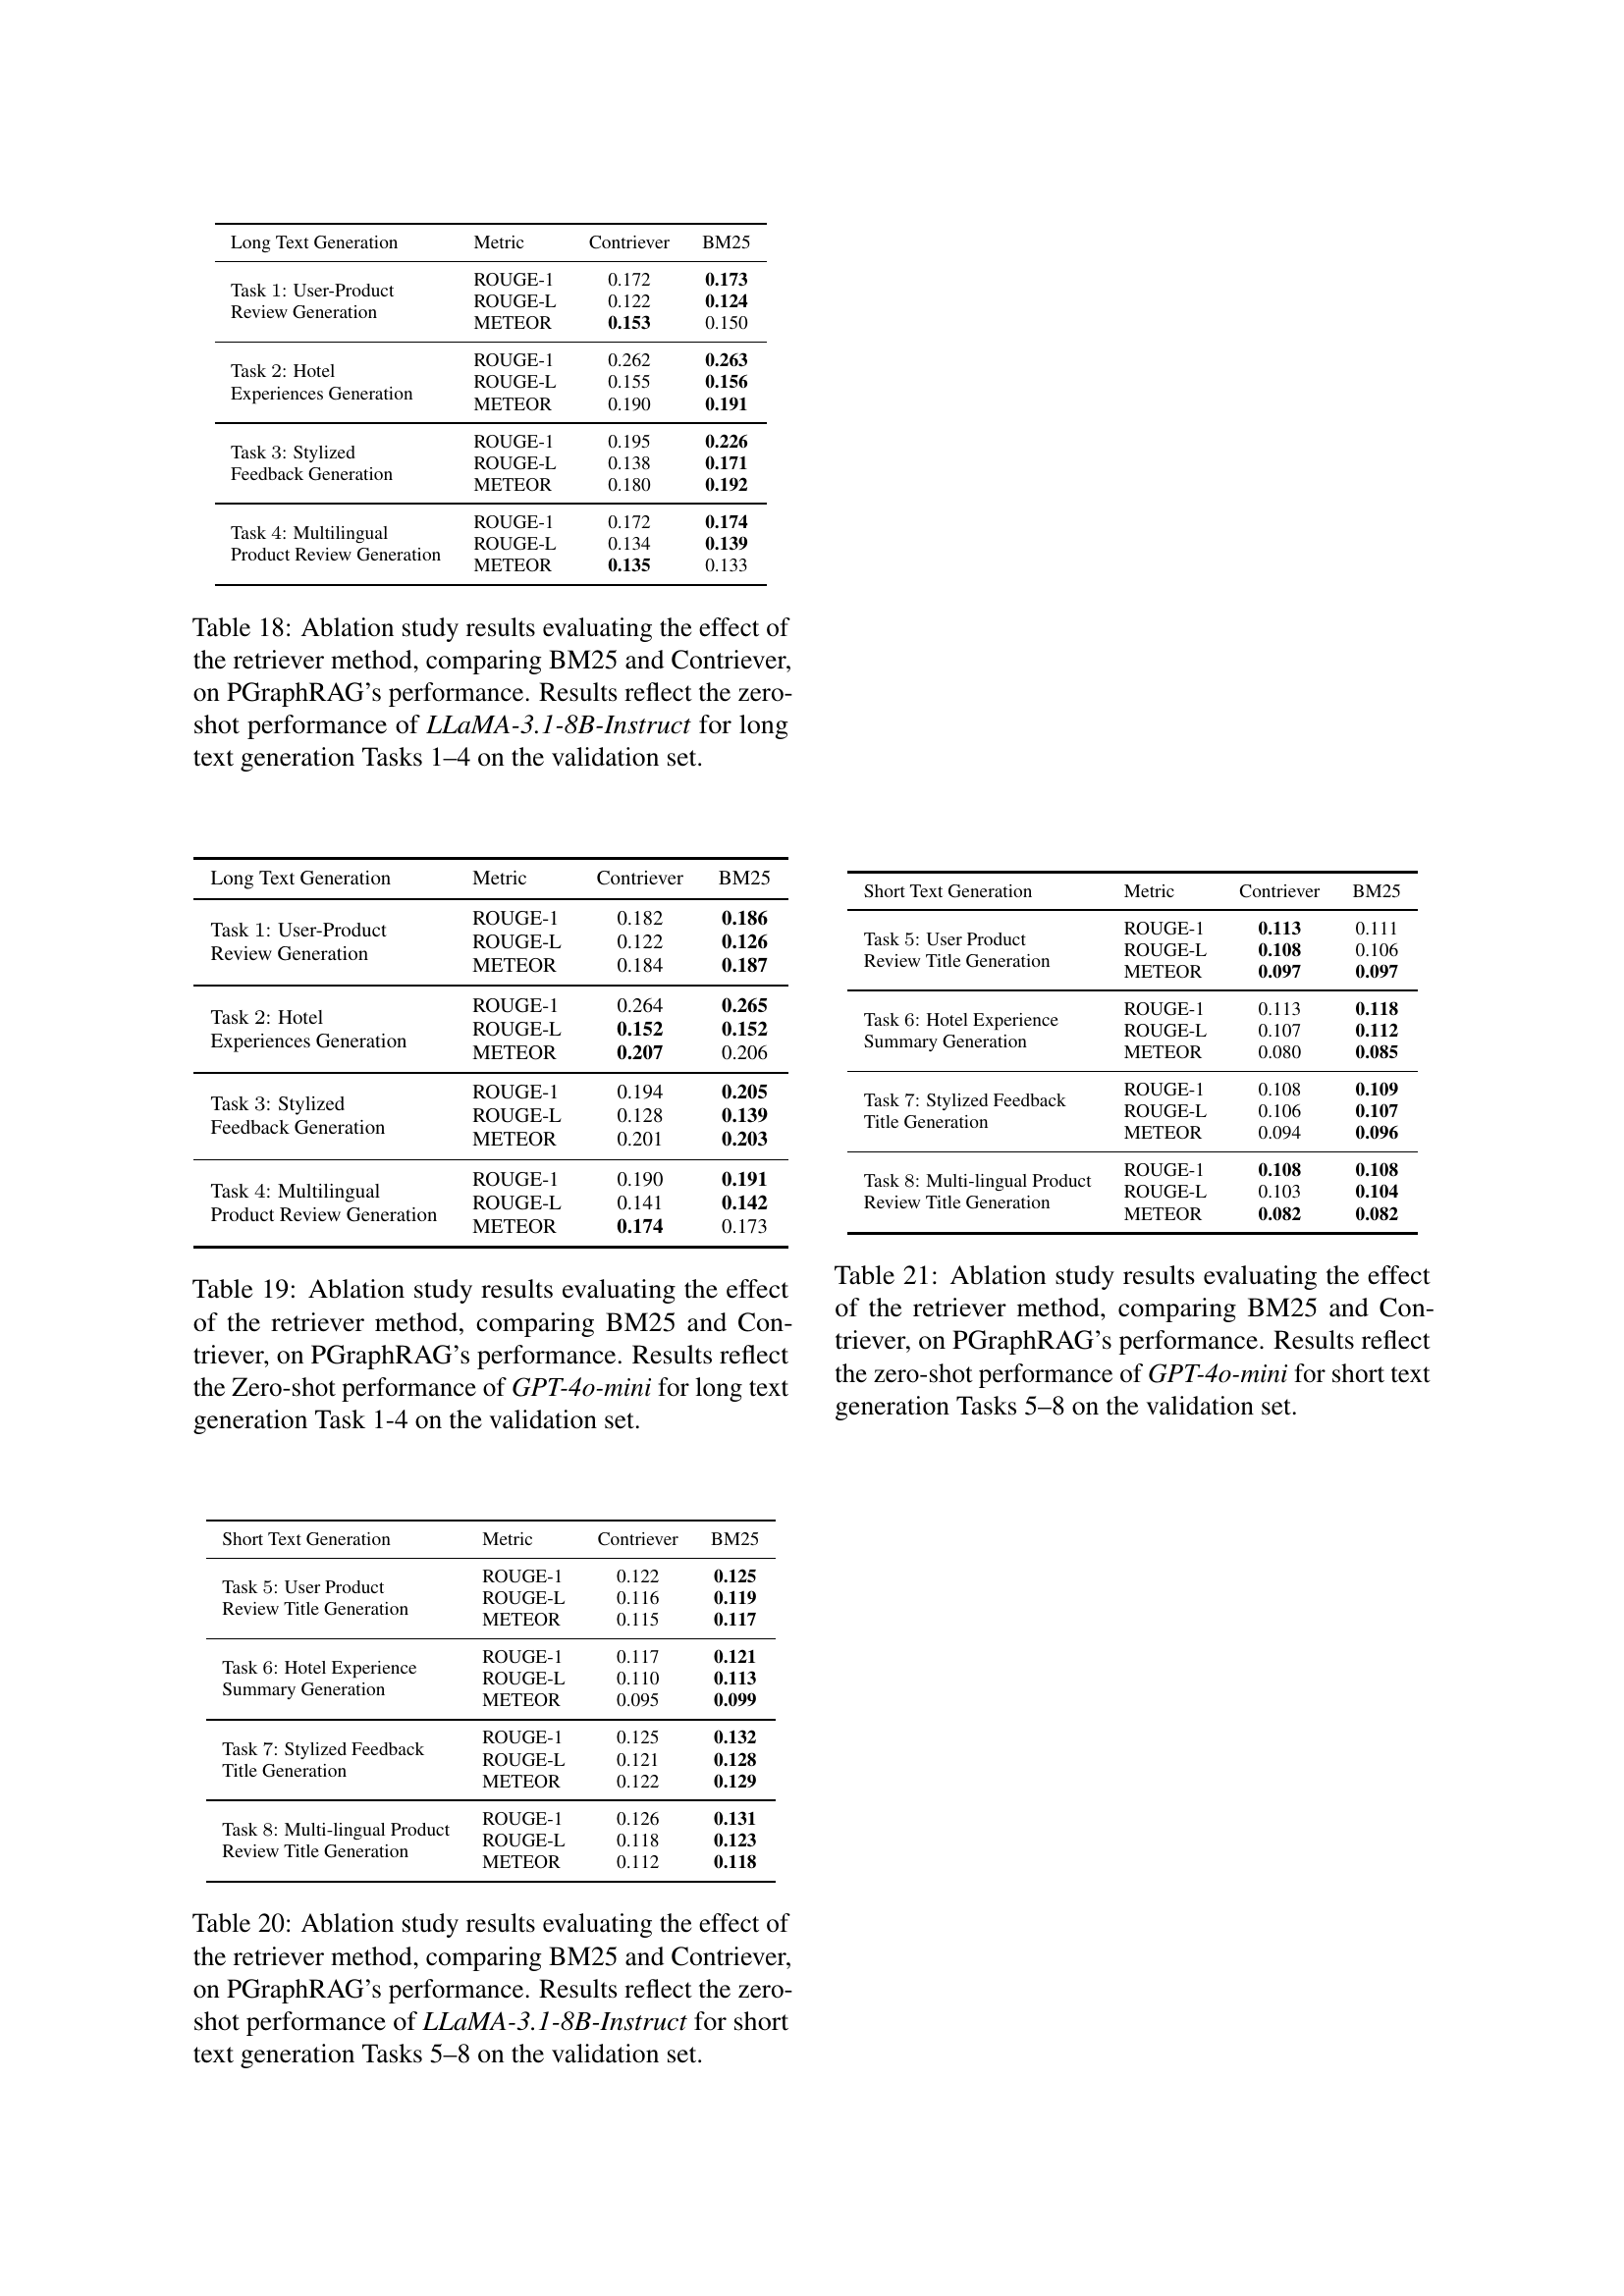 Long Text Generation Metric Contriever BM25
Task 1: User-Product
Review Generation
ROUGE-1 0.172 0.173
ROUGE-L 0.122 0.124
METEOR 0.153 0.150
Task 2: Hotel
Experiences Generation
ROUGE-1 0.262 0.263
ROUGE-L 0.155 0.156
METEOR 0.190 0.191
Task 3: Stylized
Feedback Generation
ROUGE-1 0.195 0.226
ROUGE-L 0.138 0.171
METEOR 0.180 0.192
Task 4: Multilingual
Product Review Generation
ROUGE-1 0.172 0.174
ROUGE-L 0.134 0.139
METEOR 0.135 0.133
Table 18: Ablation study results evaluating the effect of
the retriever method, comparing BM25 and Contriever,
on PGraphRAG's performance. Results reflect the zero-
shot performance of LLaMA-3.1-8B-Instruct for long
text generation Tasks 1–4 on the validation set.
Long Text Generation Metric Contriever BM25
Task 1: User-Product
Review Generation
ROUGE-1 0.182 0.186
ROUGE-L 0.122 0.126
METEOR 0.184 0.187
Task 2: Hotel
Experiences Generation
ROUGE-1 0.264 0.265
ROUGE-L 0.152 0.152
METEOR 0.207 0.206
Task 3: Stylized
Feedback Generation
ROUGE-1 0.194 0.205
ROUGE-L 0.128 0.139
METEOR 0.201 0.203
Task 4: Multilingual
Product Review Generation
ROUGE-1 0.190 0.191
ROUGE-L 0.141 0.142
METEOR 0.174 0.173
Table 19: Ablation study results evaluating the effect
of the retriever method, comparing BM25 and Con-
triever, on PGraphRAG's performance. Results reflect
the Zero-shot performance of GPT-4o-mini for long text
generation Task 1-4 on the validation set.
Short Text Generation Metric Contriever BM25
Task 5: User Product
Review Title Generation
ROUGE-1 0.122 0.125
ROUGE-L 0.116 0.119
METEOR 0.115 0.117
Task 6: Hotel Experience
Summary Generation
ROUGE-1 0.117 0.121
ROUGE-L 0.110 0.113
METEOR 0.095 0.099
Task 7: Stylized Feedback
Title Generation
ROUGE-1 0.125 0.132
ROUGE-L 0.121 0.128
METEOR 0.122 0.129
Task 8: Multi-lingual Product
Review Title Generation
ROUGE-1 0.126 0.131
ROUGE-L 0.118 0.123
METEOR 0.112 0.118
Table 20: Ablation study results evaluating the effect of
the retriever method, comparing BM25 and Contriever,
on PGraphRAG's performance. Results reflect the zero-
shot performance of LLaMA-3.1-8B-Instruct for short
text generation Tasks 5–8 on the validation set.
Short Text Generation Metric Contriever BM25
Task 5: User Product
Review Title Generation
ROUGE-1 0.113 0.111
ROUGE-L 0.108 0.106
METEOR 0.097 0.097
Task 6: Hotel Experience
Summary Generation
ROUGE-1 0.113 0.118
ROUGE-L 0.107 0.112
METEOR 0.080 0.085
Task 7: Stylized Feedback
Title Generation
ROUGE-1 0.108 0.109
ROUGE-L 0.106 0.107
METEOR 0.094 0.096
Task 8: Multi-lingual Product
Review Title Generation
ROUGE-1 0.108 0.108
ROUGE-L 0.103 0.104
METEOR 0.082 0.082
Table 21: Ablation study results evaluating the effect
of the retriever method, comparing BM25 and Con-
triever, on PGraphRAG's performance. Results reflect
the zero-shot performance of GPT-4o-mini for short text
generation Tasks 5–8 on the validation set.